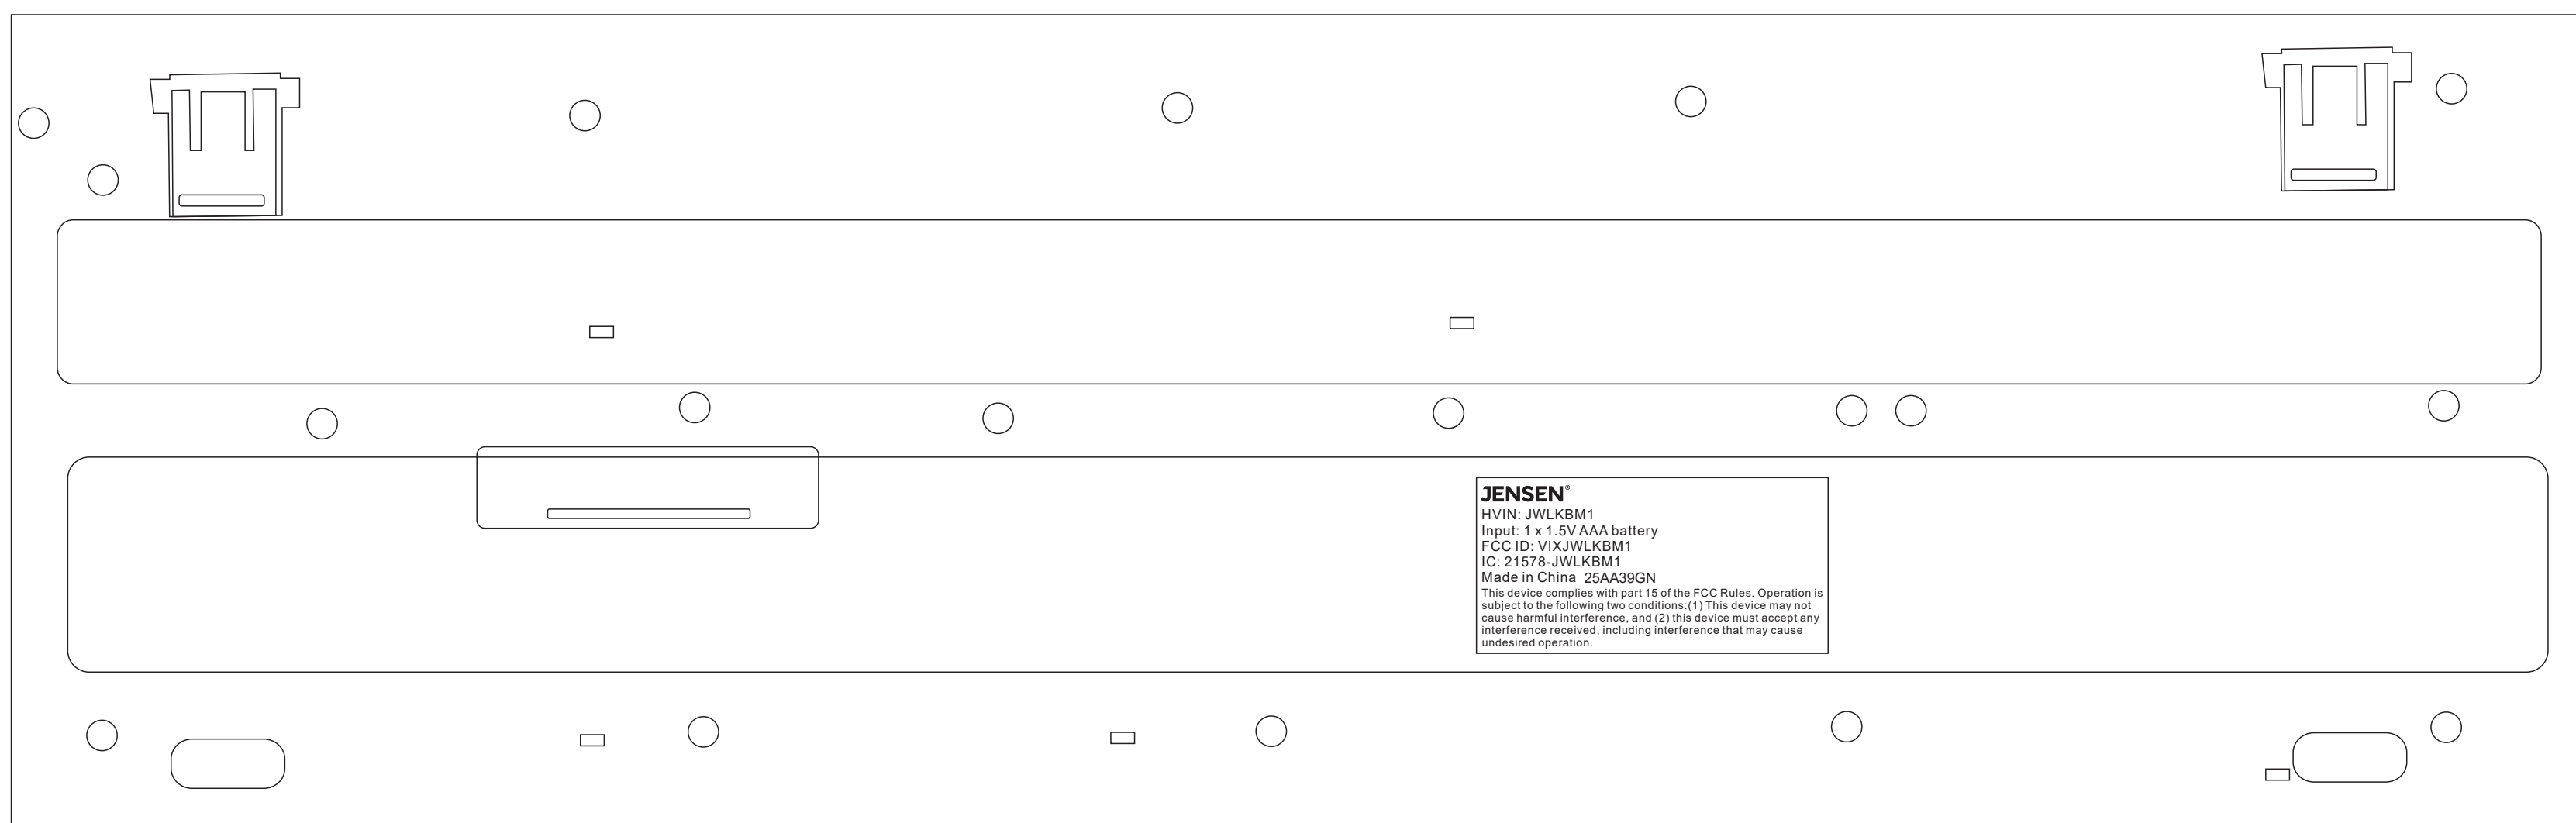 JENSEN®
HVIN: JWLKBM1
Input: 1 x 1.5V AAA battery
FCC ID: VIXJWLKBM1
IC: 21578-JWLKBM1
Made in China 25AA39GN
This device complies with part 15 of the FCC Rules. Operation is
subject to the following two conditions:(1) This device may not
cause harmful interference, and (2) this device must accept any
interference received, including interference that may cause
undesired operation.